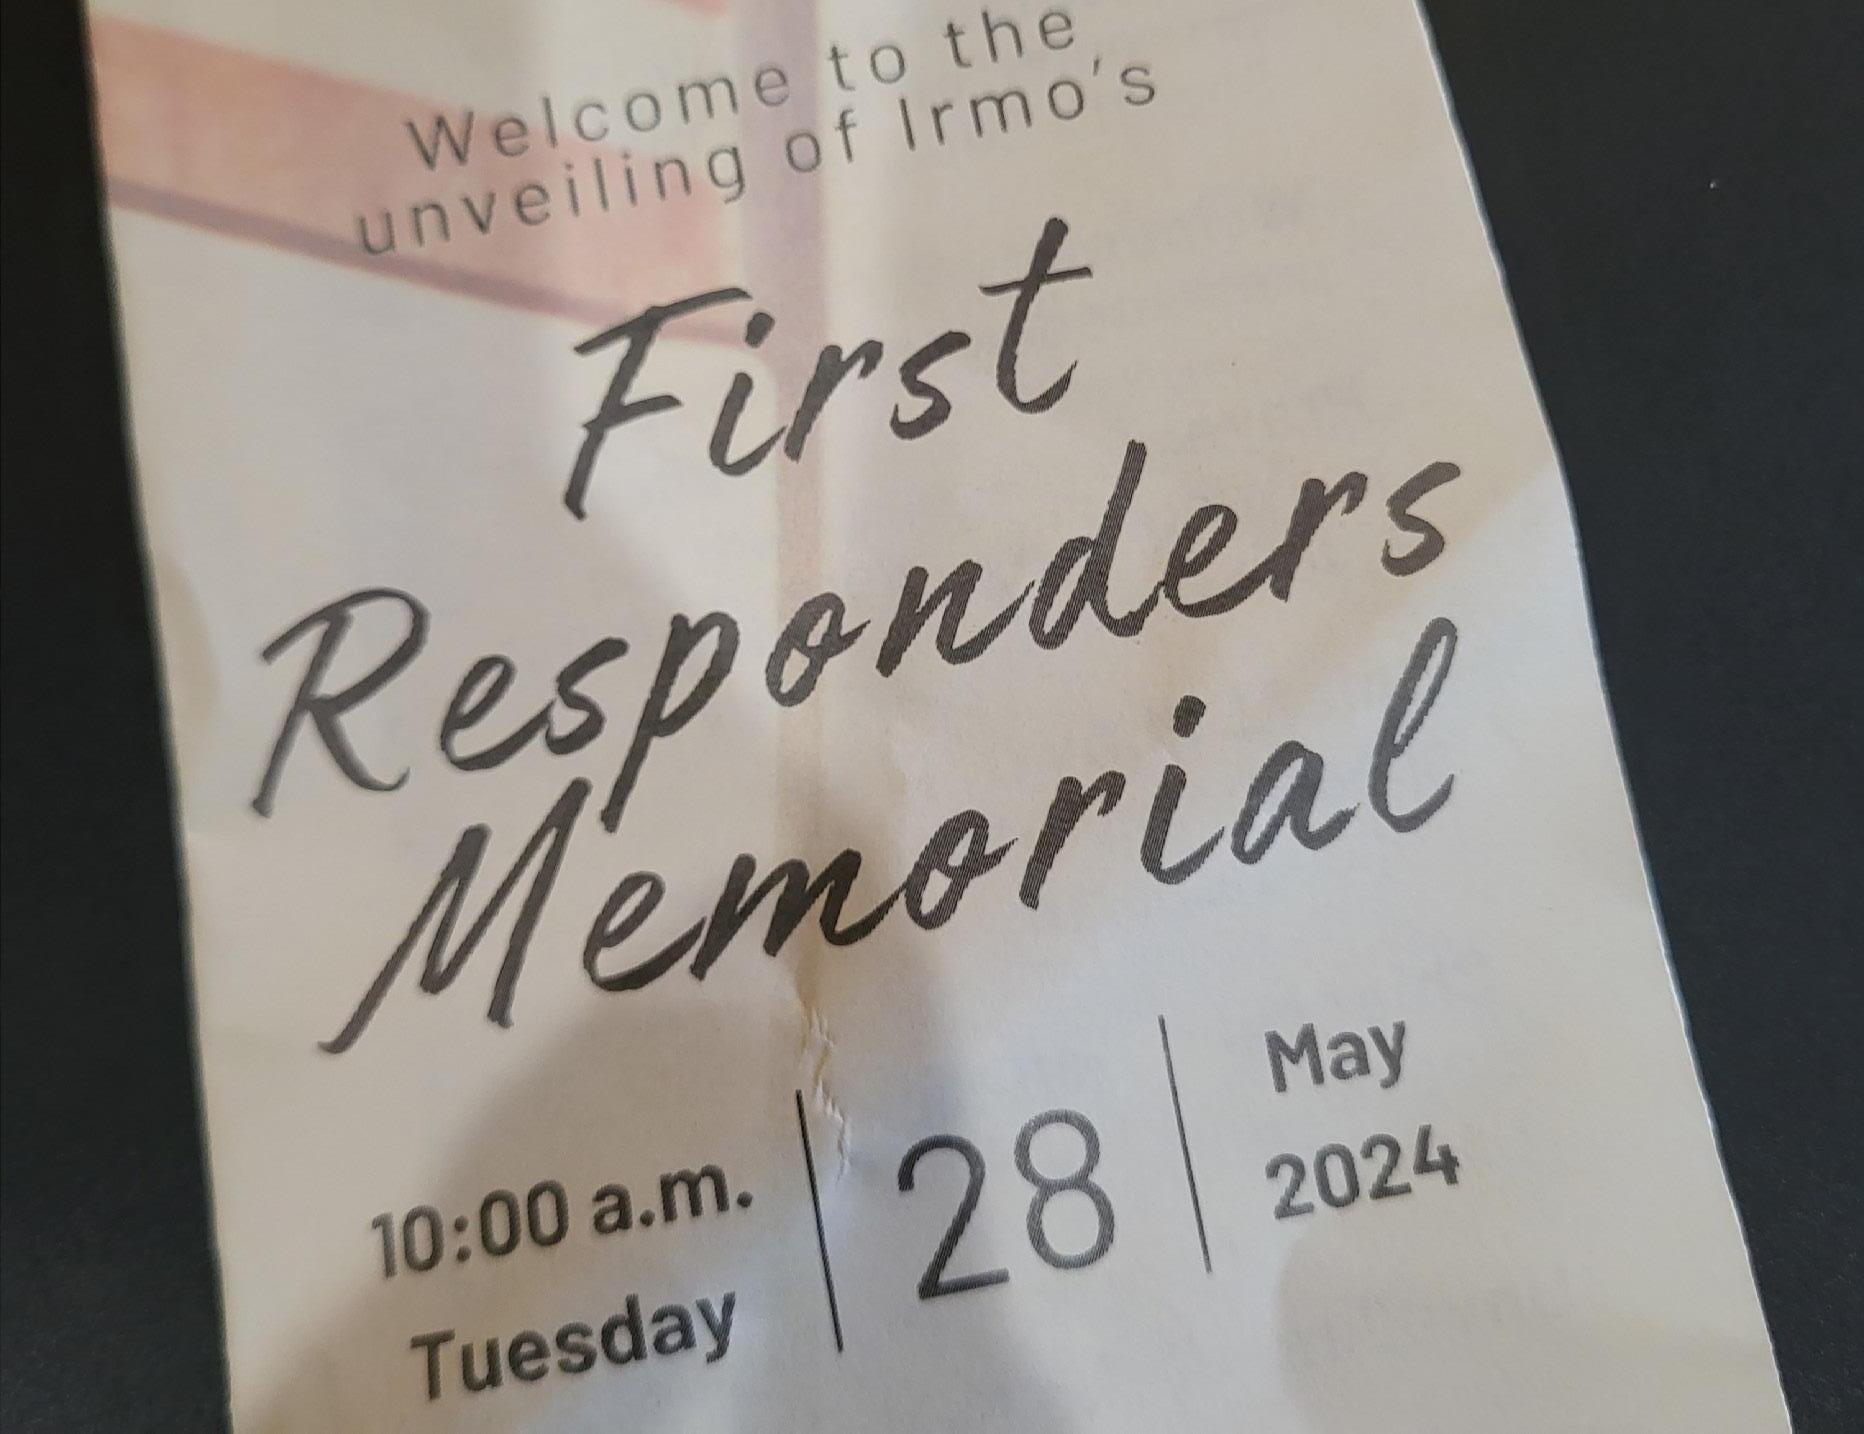 Welcome to the
unveiling of Irmo's
First
Responders
Memorial
10:00 a.m.
Tuesday
28
May
2024